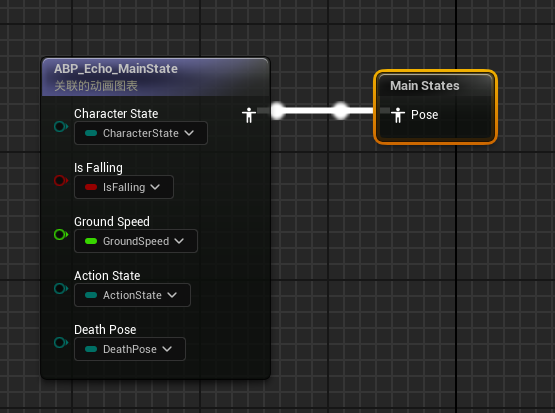 ABP_Echo_MainState
关联的动画图表
Main States
Pose
Character State
CharacterState
Is Falling
IsFalling
Ground Speed
GroundSpeed
Action State
ActionState
Death Pose
DeathPose